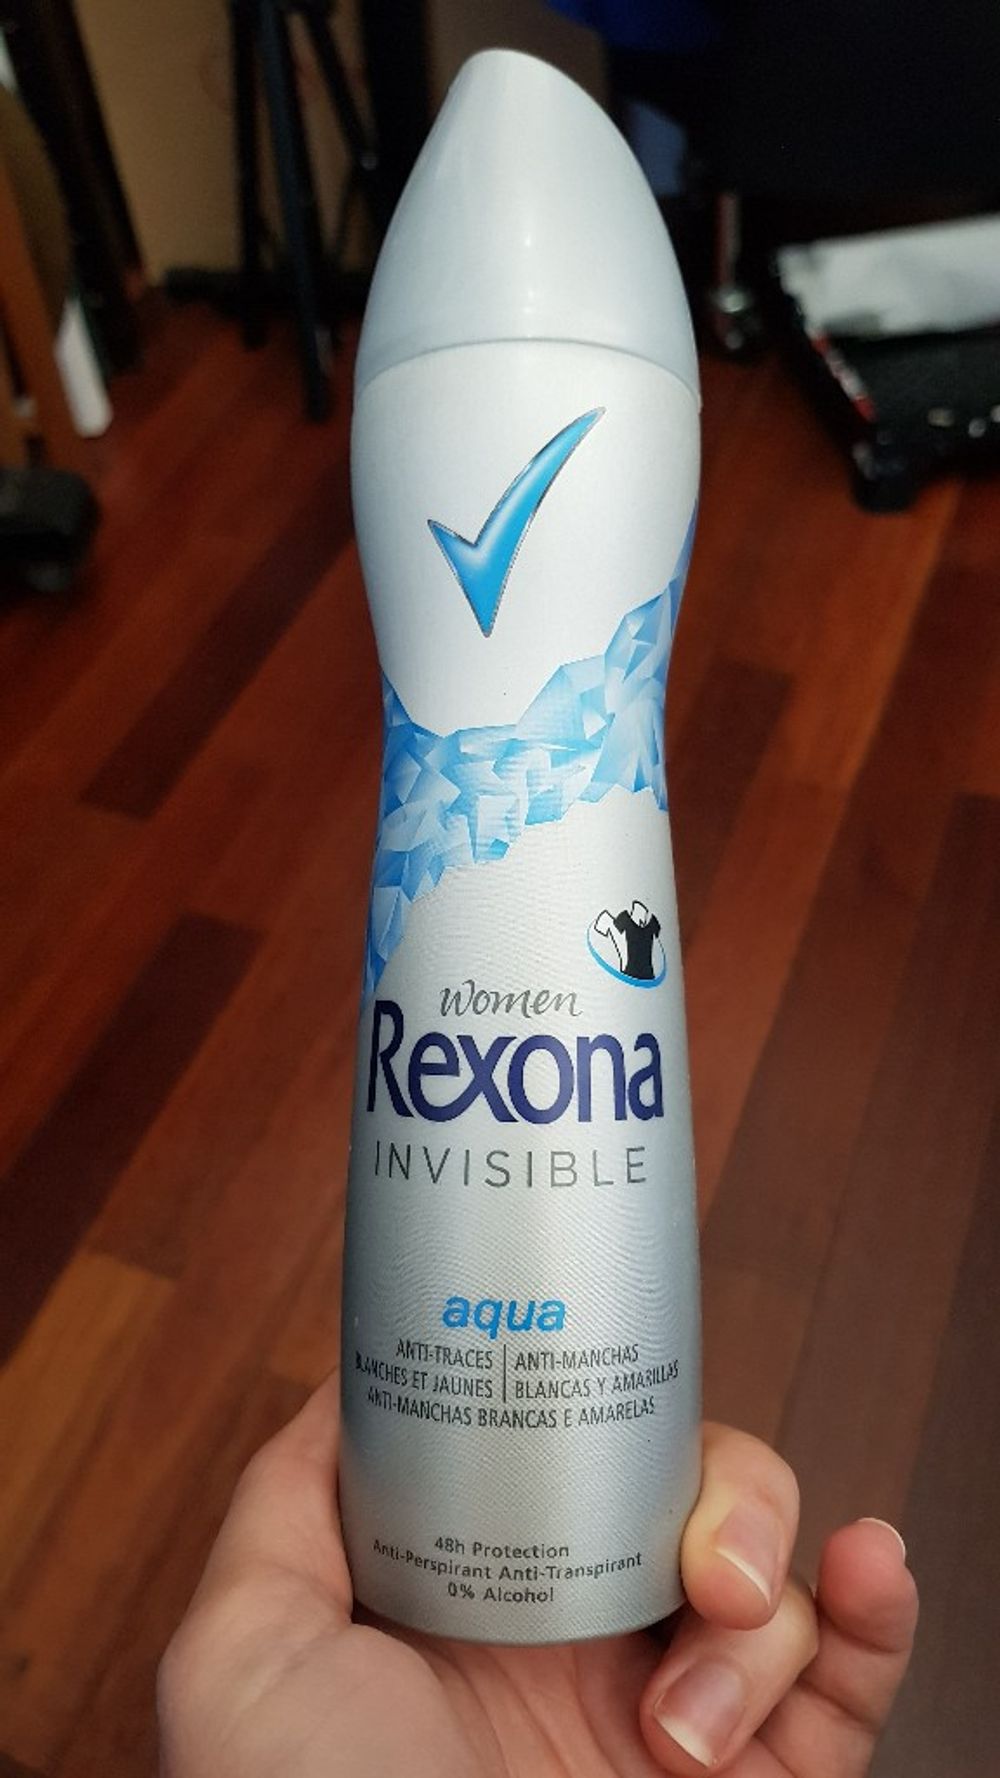 women
Rexona
INVISIBLE
aqua
ANTI-TRACES
BLANCHES ET JAUNES
ANTI-MANCHAS
BLANCAS Y AMARILLAS
ANTI-MANCHAS BRANCAS E AMARELAS
48h Protection
Anti-Perspirant Anti-Transpirant
0% Alcohol